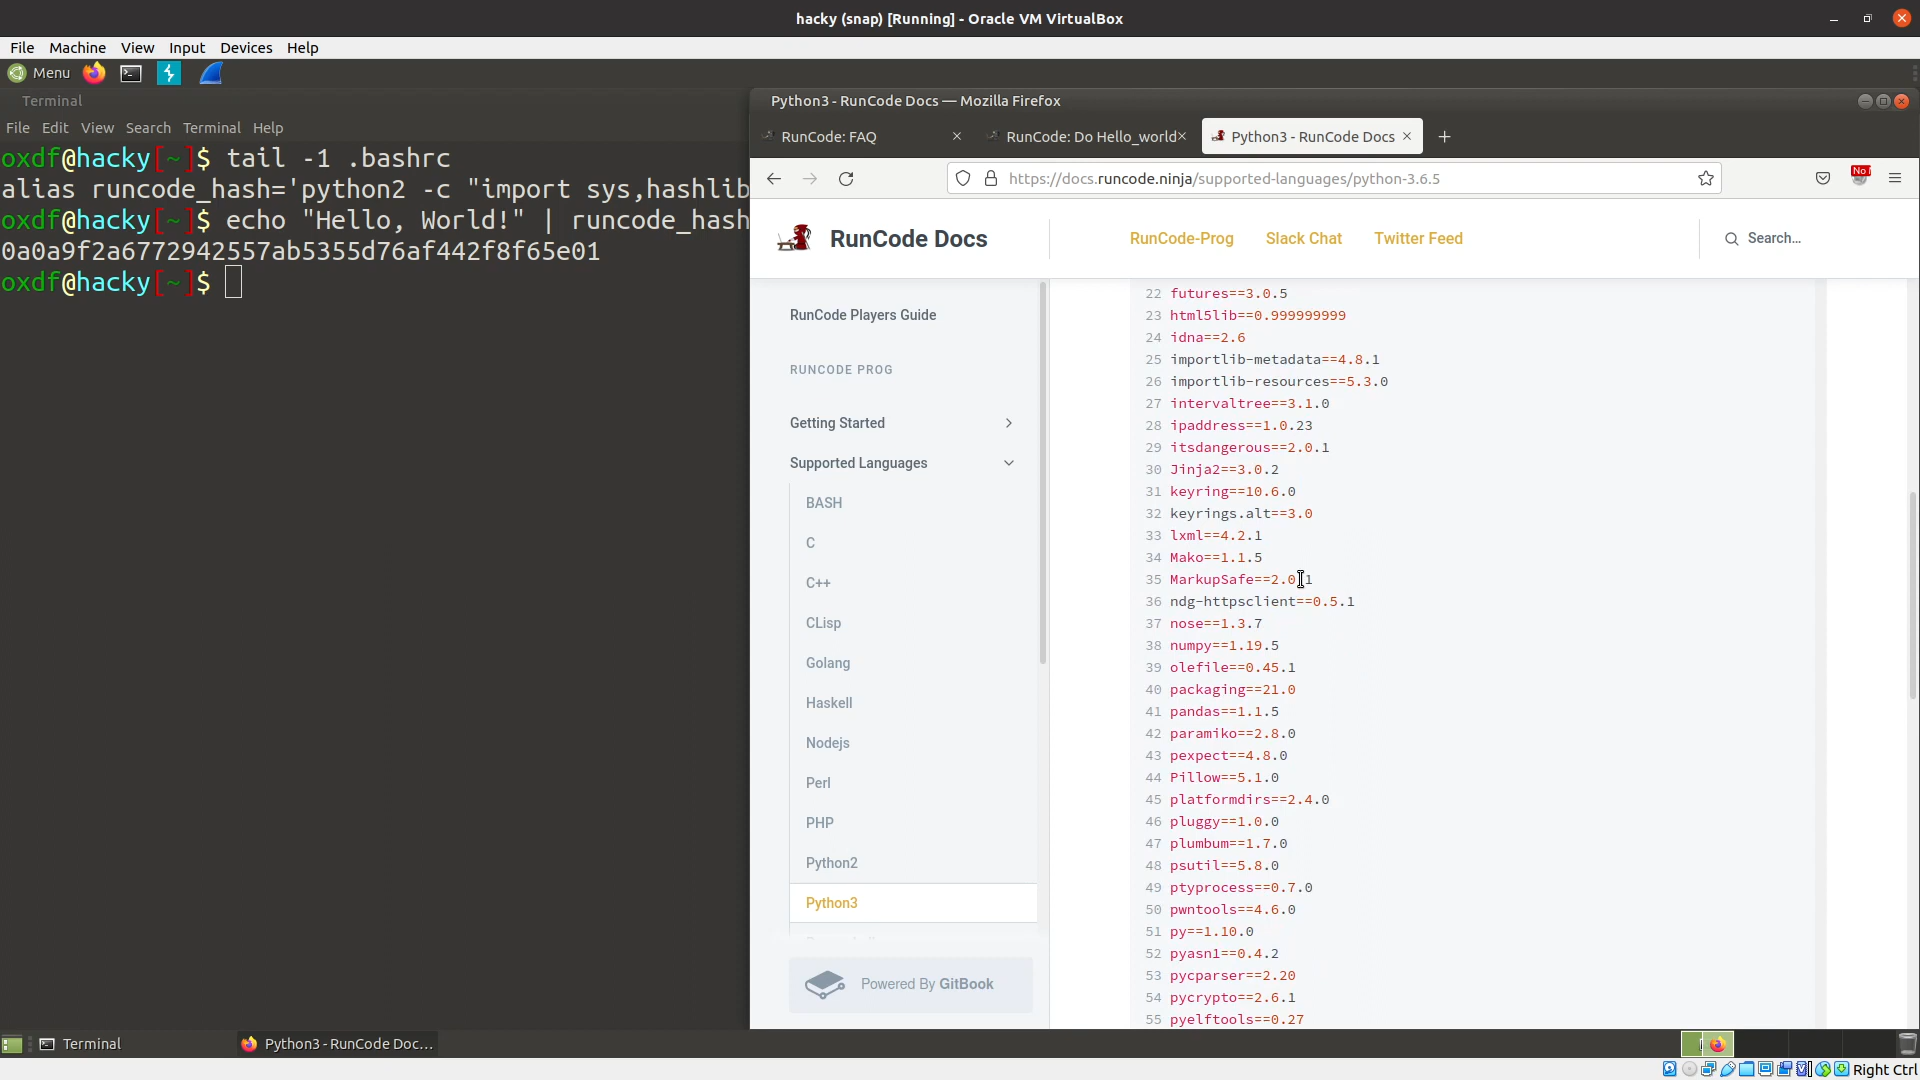 hacky (snap) [Running] - Oracle VM VirtualBox
File Machine View Input Devices Help
Menu
Terminal
File Edit View Search Terminal Help
oxdf@hacky[~]$ tail -1 .bashrc
alias runcode_hash='python2 -c "import sys,hashlib
oxdf@hacky[~]$ echo "Hello, World!" | runcode_hash
0a0a9f2a6772942557ab5355d76af442f8f65e01
oxdf@hacky[~]$
Python3 - RunCode Docs — Mozilla Firefox
RunCode: FAQ
RunCode: Do Hello_world
Python3 - RunCode Docs
https://docs.runcode.ninja/supported-languages/python-3.6.5
RunCode Docs
RunCode-Prog
Slack Chat
Twitter Feed
Search...
RunCode Players Guide
RUNCODE PROG
Getting Started
Supported Languages
BASH
C
C++
CLisp
Golang
Haskell
Nodejs
Perl
PHP
Python2
Python3
Powered By GitBook
22 futures==3.0.5
23 html5lib==0.999999999
24 idna==2.6
25 importlib-metadata==4.8.1
26 importlib-resources==5.3.0
27 intervaltree==3.1.0
28 ipaddress==1.0.23
29 itsdangerous==2.0.1
30 Jinja2==3.0.2
31 keyring==10.6.0
32 keyrings.alt==3.0
33 lxml==4.2.1
34 Mako==1.1.5
35 MarkupSafe==2.0.1
36 ndg-httpsclient==0.5.1
37 nose==1.3.7
38 numpy==1.19.5
39 olefile==0.45.1
40 packaging==21.0
41 pandas==1.1.5
42 paramiko==2.8.0
43 pexpect==4.8.0
44 Pillow==5.1.0
45 platformdirs==2.4.0
46 pluggy==1.0.0
47 plumbum==1.7.0
48 psutil==5.8.0
49 ptyprocess==0.7.0
50 pwntools==4.6.0
51 py==1.10.0
52 pyasn1==0.4.2
53 pycparser==2.20
54 pycrypto==2.6.1
55 pyelftools==0.27
Terminal
Python3 - RunCode Doc...
Right Ctrl